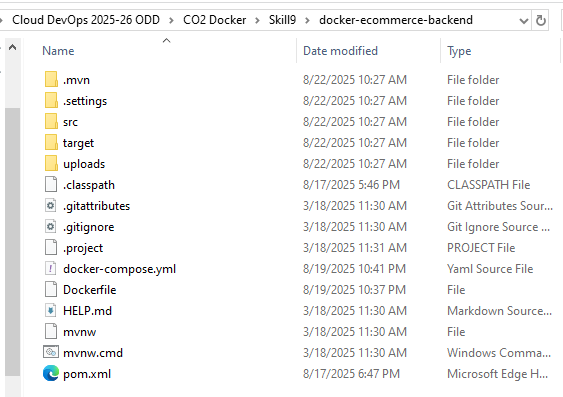 Cloud DevOps 2025-26 ODD > CO2 Docker > Skill9 > docker-ecommerce-backend
Name Date modified Type
.mvn 8/22/2025 10:27 AM File folder
.settings 8/22/2025 10:27 AM File folder
src 8/22/2025 10:27 AM File folder
target 8/22/2025 10:27 AM File folder
uploads 8/22/2025 10:27 AM File folder
.classpath 8/17/2025 5:46 PM CLASSPATH File
.gitattributes 3/18/2025 11:30 AM Git Attributes Sour...
.gitignore 3/18/2025 11:30 AM Git Ignore Source ...
.project 3/18/2025 11:31 AM PROJECT File
docker-compose.yml 8/19/2025 10:41 PM Yaml Source File
Dockerfile 8/19/2025 10:37 PM File
HELP.md 3/18/2025 11:30 AM Markdown Source...
mvnw 3/18/2025 11:30 AM File
mvnw.cmd 3/18/2025 11:30 AM Windows Comma...
pom.xml 8/17/2025 6:47 PM Microsoft Edge H...